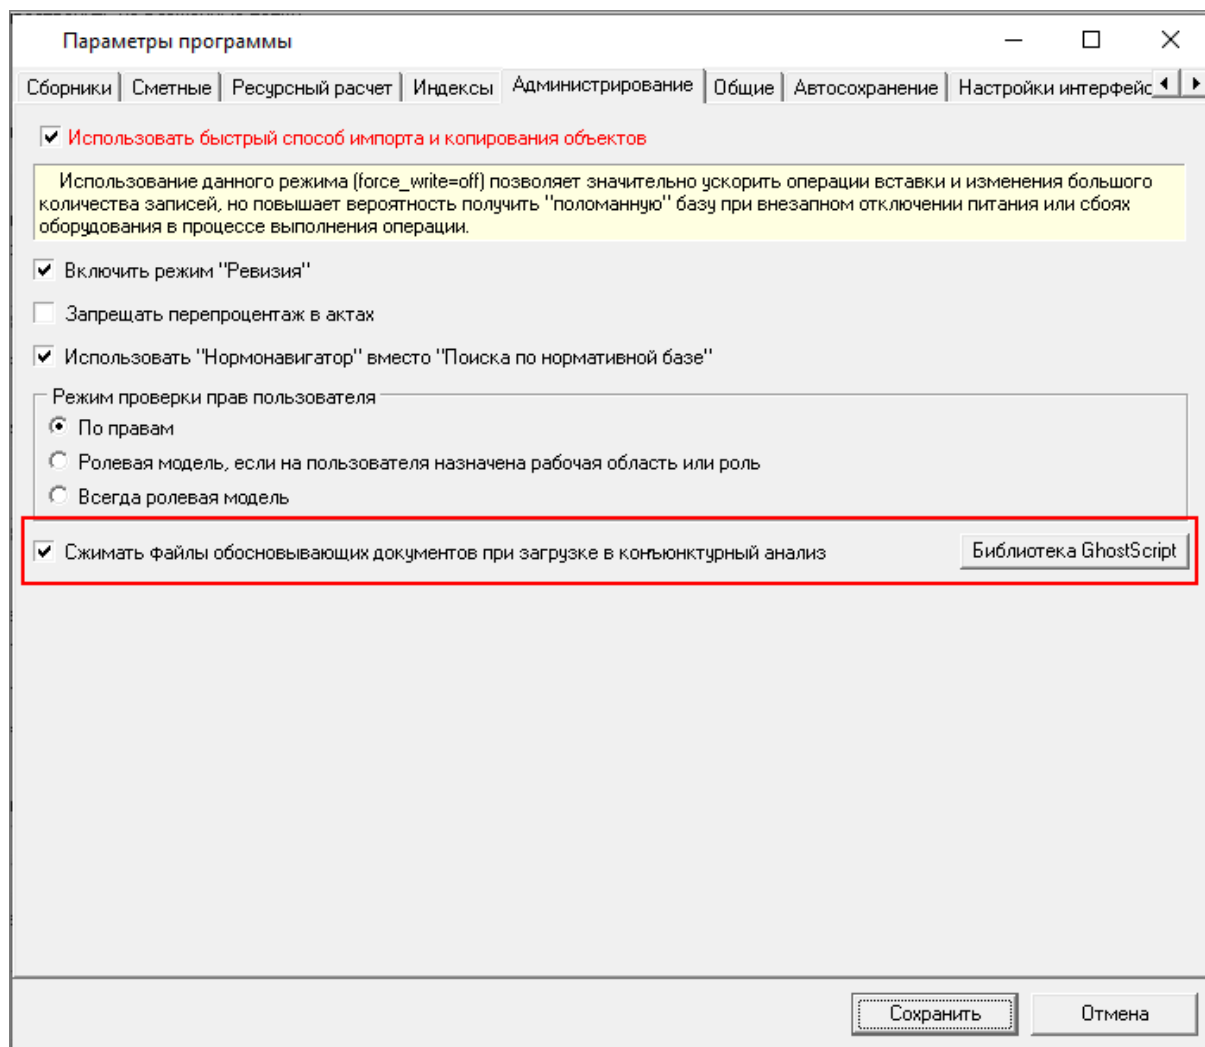 Параметры программы
Сборники Сметные Ресурсный расчет Индексы Администрирование Общие Автосохранение Настройки интерфейс
Использовать быстрый способ импорта и копирования объектов
Использование данного режима (force_write=off) позволяет значительно ускорить операции вставки и изменения большого
количества записей, но повышает вероятность получить "поломанную" базу при внезапном отключении питания или сбоях
оборудования в процессе выполнения операции.
Включить режим "Ревизия"
Запрещать перепроцентаж в актах
Использовать "Нормонавигатор" вместо "Поиска по нормативной базе"
Режим проверки прав пользователя
По правам
Ролевая модель, если на пользователя назначена рабочая область или роль
Всегда ролевая модель
Сжимать файлы обосновывающих документов при загрузке в конъюнктурный анализ Библиотека GhostScript
Сохранить Отмена